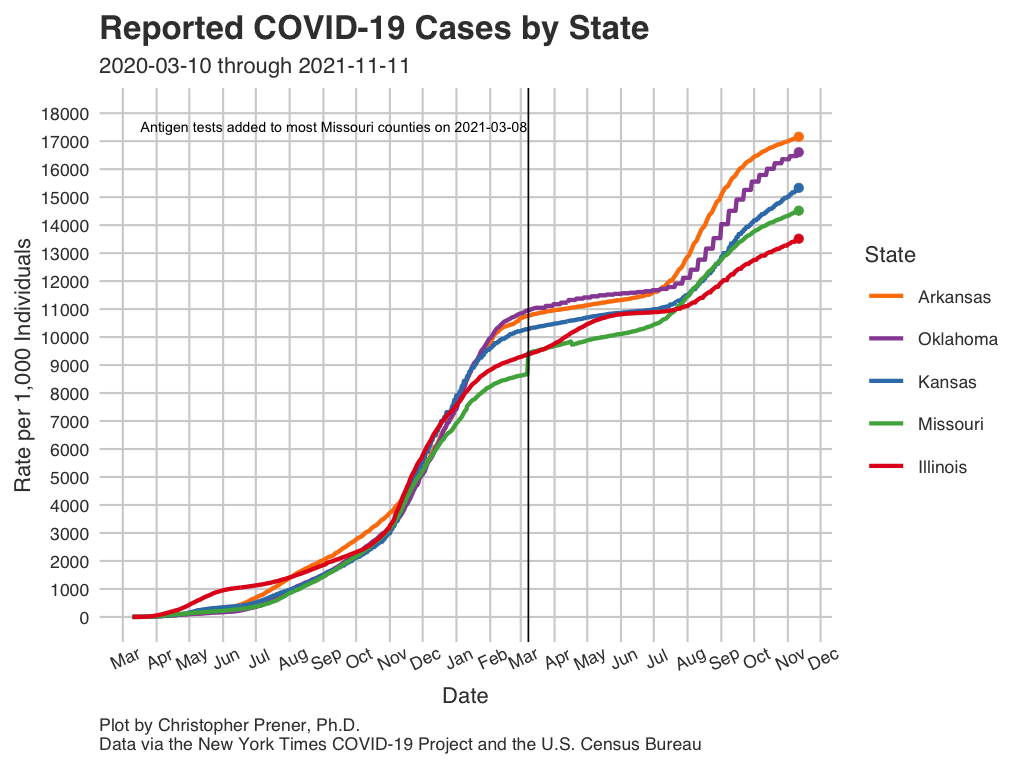 Reported COVID-19 Cases by State
2020-03-10 through 2021-11-11
Antigen tests added to most Missouri counties on 2021-03-08
Rate per 1,000 Individuals
18000
17000
16000
15000
14000
13000
12000
11000
10000
9000
8000
7000
6000
5000
4000
3000
2000
1000
0
Mar Apr May Jun Jul Aug Sep Oct Nov Dec Jan Feb Mar Apr May Jun Jul Aug Sep Oct Nov Dec
Date
State
Arkansas
Oklahoma
Kansas
Missouri
Illinois
Plot by Christopher Prener, Ph.D.
Data via the New York Times COVID-19 Project and the U.S. Census Bureau